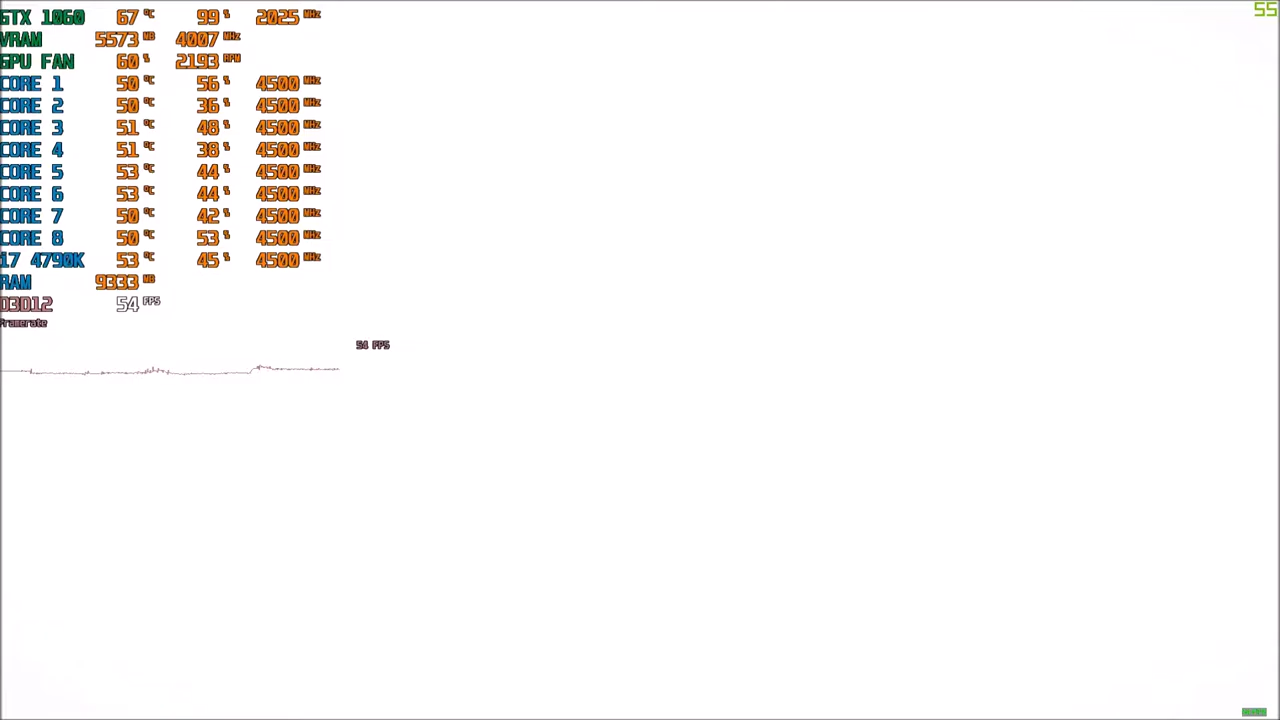 GTX 1060 67 °C 99 % 2025 MHz
55
VRAM 5573 MB 4007 MHz
GPU FAN 60 % 2193 RPM
CORE 1 50 °C 56 % 4500 MHz
CORE 2 50 °C 36 % 4500 MHz
CORE 3 51 °C 48 % 4500 MHz
CORE 4 51 °C 38 % 4500 MHz
CORE 5 53 °C 44 % 4500 MHz
CORE 6 53 °C 44 % 4500 MHz
CORE 7 50 °C 42 % 4500 MHz
CORE 8 50 °C 53 % 4500 MHz
i7 4790K 53 °C 45 % 4500 MHz
RAM 9333 MB
D3D12 54 FPS
Framerate
54 FPS